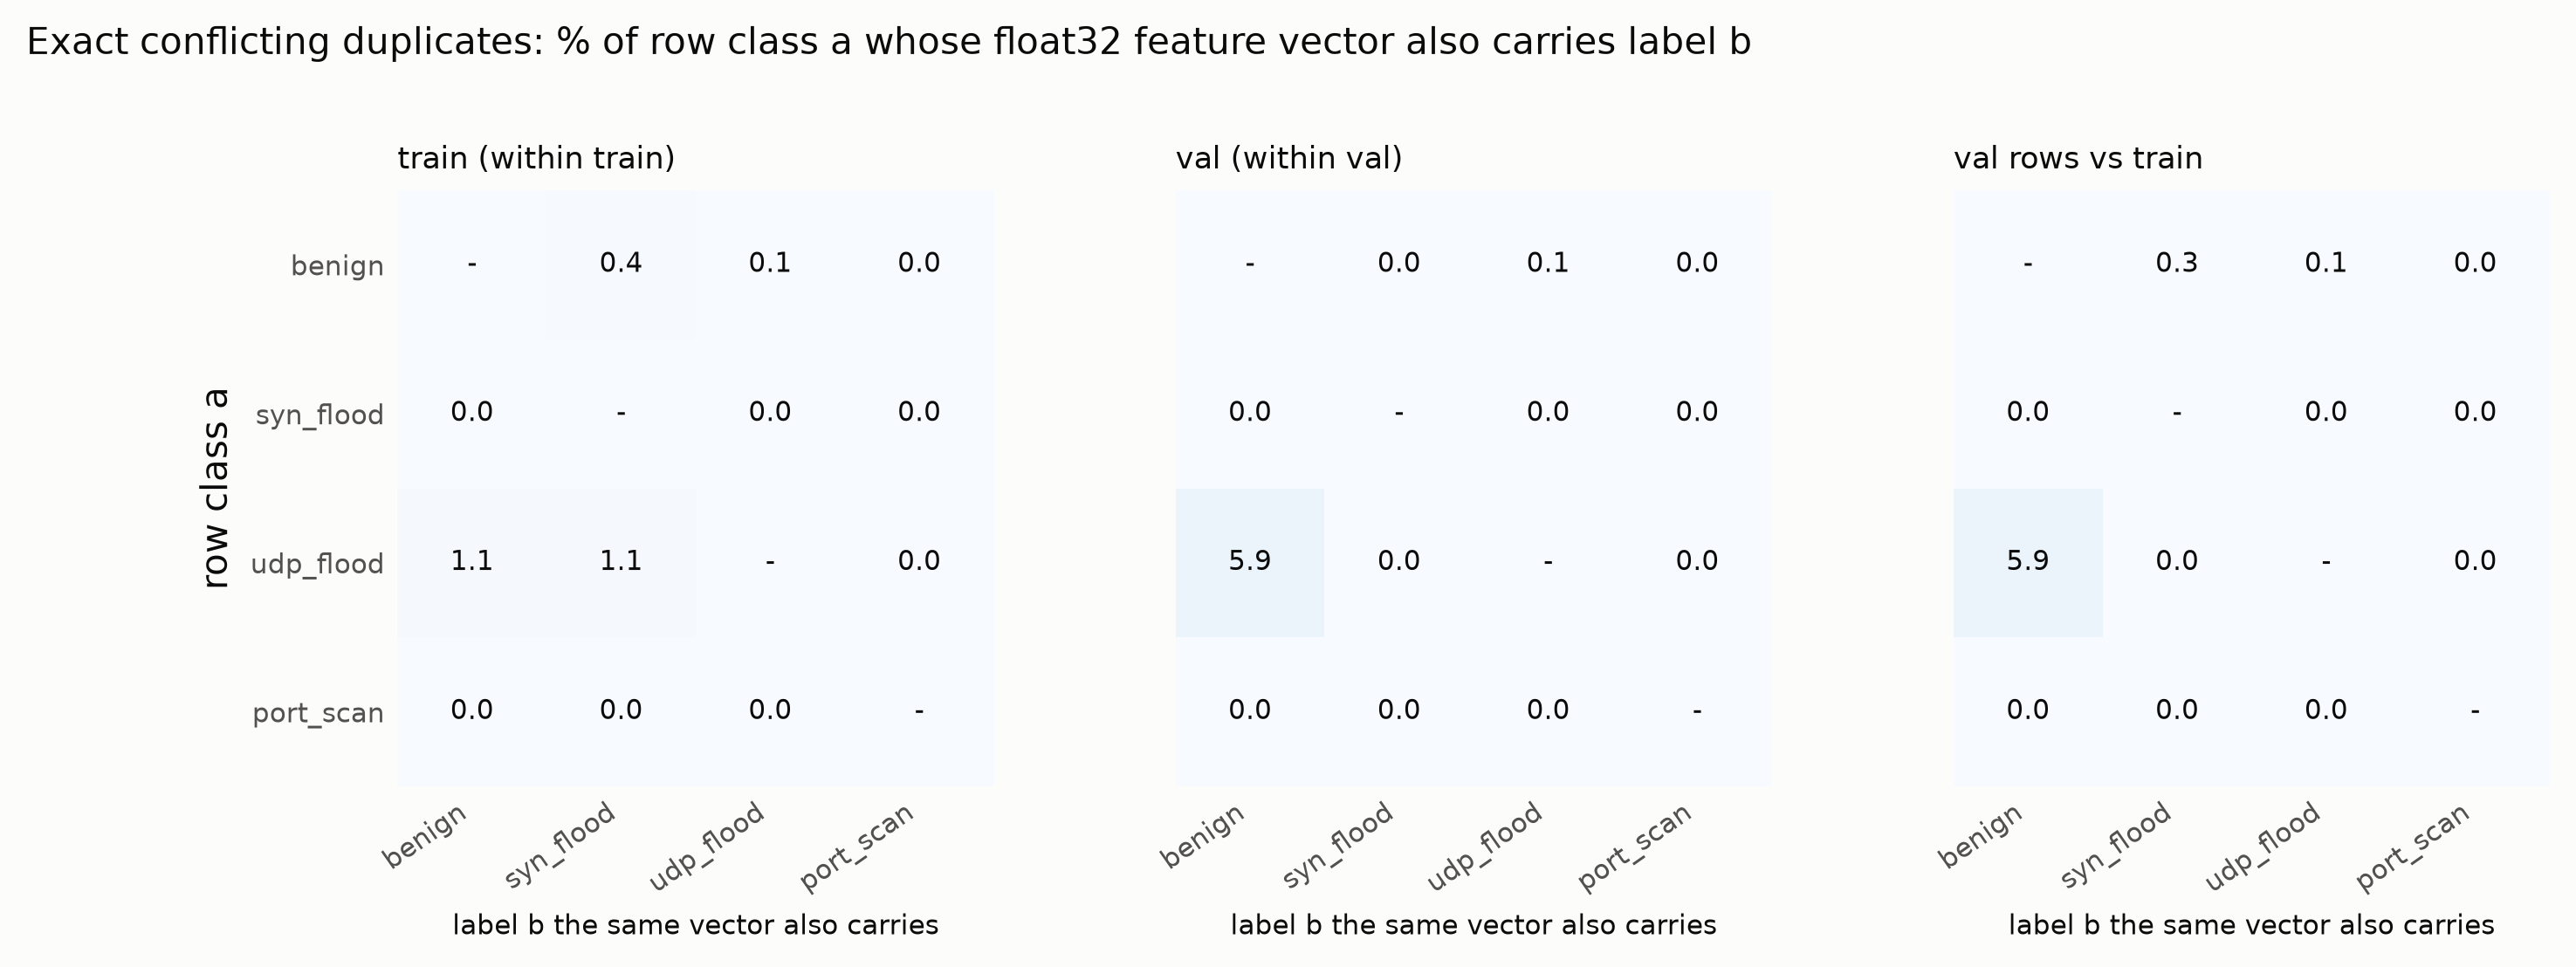 Exact conflicting duplicates: % of row class a whose float32 feature vector also carries label b
train (within train)
val (within val)
val rows vs train
row class a
benign - 0.4 0.1 0.0 - 0.0 0.1 0.0 - 0.3 0.1 0.0
syn_flood 0.0 - 0.0 0.0 0.0 - 0.0 0.0 0.0 - 0.0 0.0
udp_flood 1.1 1.1 - 0.0 5.9 0.0 - 0.0 5.9 0.0 - 0.0
port_scan 0.0 0.0 0.0 - 0.0 0.0 0.0 - 0.0 0.0 0.0 -
benign syn_flood udp_flood port_scan benign syn_flood udp_flood port_scan benign syn_flood udp_flood port_scan
label b the same vector also carries
label b the same vector also carries
label b the same vector also carries